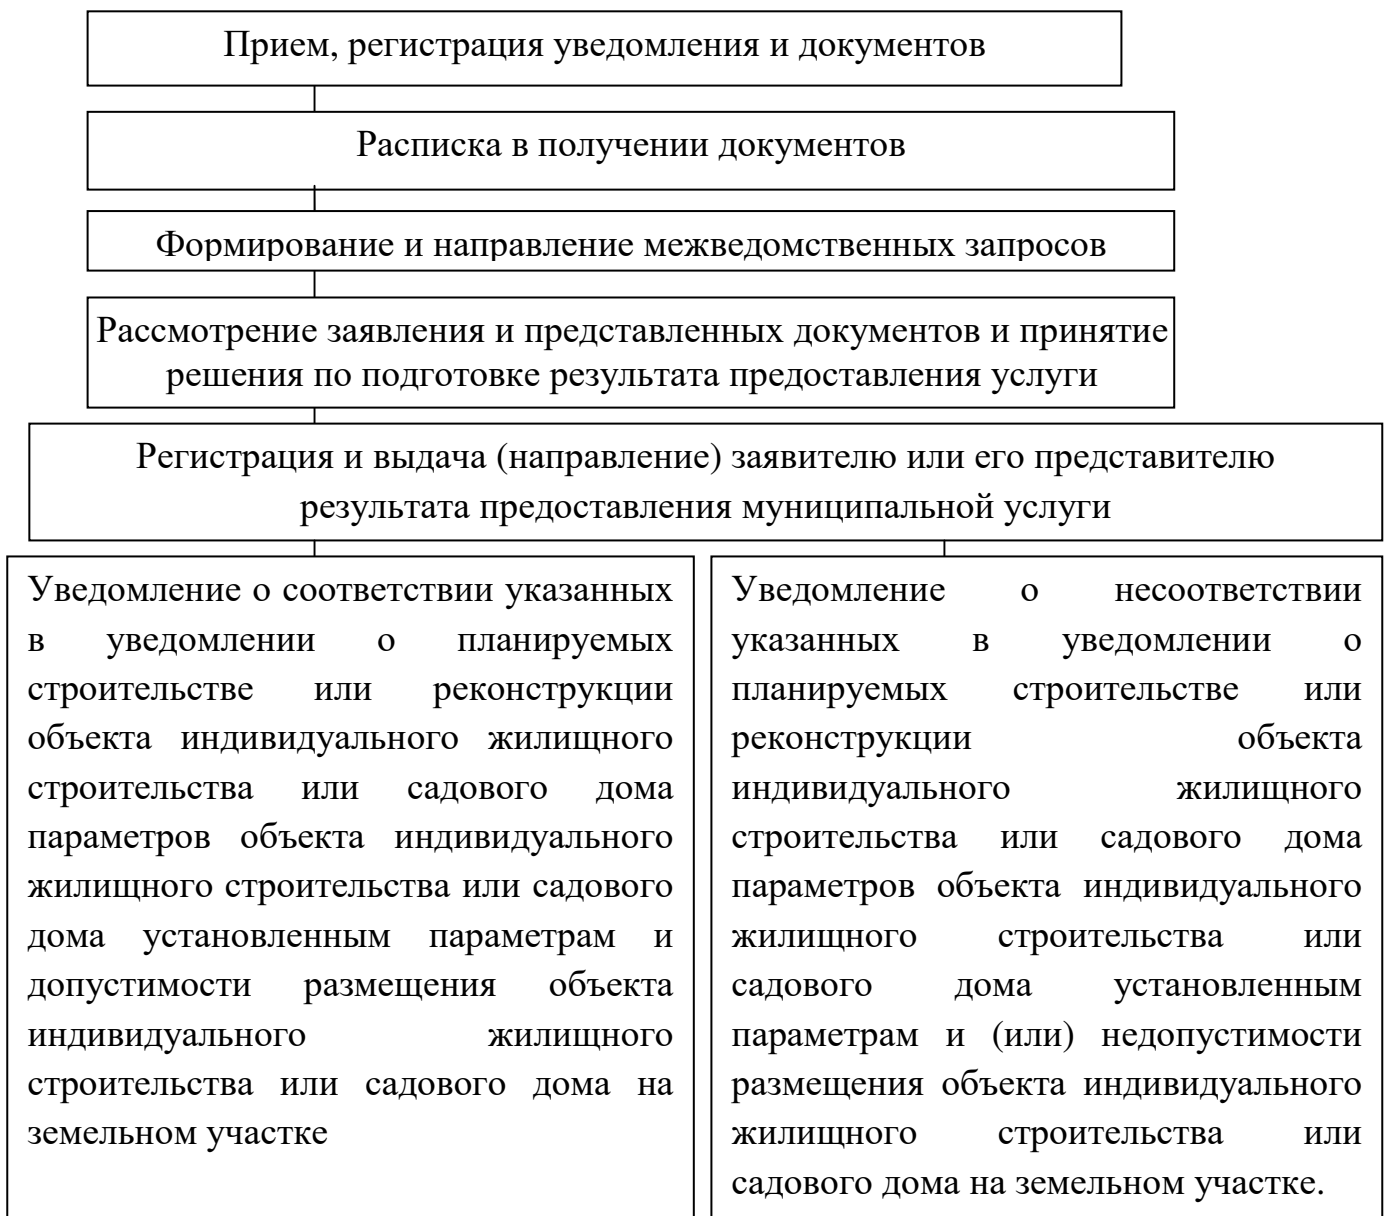 Прием, регистрация уведомления и документов
Расписка в получении документов
Формирование и направление межведомственных запросов
Рассмотрение заявления и представленных документов и принятие
решения по подготовке результата предоставления услуги
Регистрация и выдача (направление) заявителю или его представителю
результата предоставления муниципальной услуги
Уведомление о соответствии указанных
в уведомлении о планируемых
строительстве или реконструкции
объекта индивидуального жилищного
строительства или садового дома
параметров объекта индивидуального
жилищного строительства или садового
дома установленным параметрам и
допустимости размещения объекта
индивидуального жилищного
строительства или садового дома на
земельном участке
Уведомление о несоответствии
указанных в уведомлении о
планируемых строительстве или
реконструкции объекта
индивидуального жилищного
строительства или садового дома
параметров объекта индивидуального
жилищного строительства или
садового дома установленным
параметрам и (или) недопустимости
размещения объекта индивидуального
жилищного строительства или
садового дома на земельном участке.